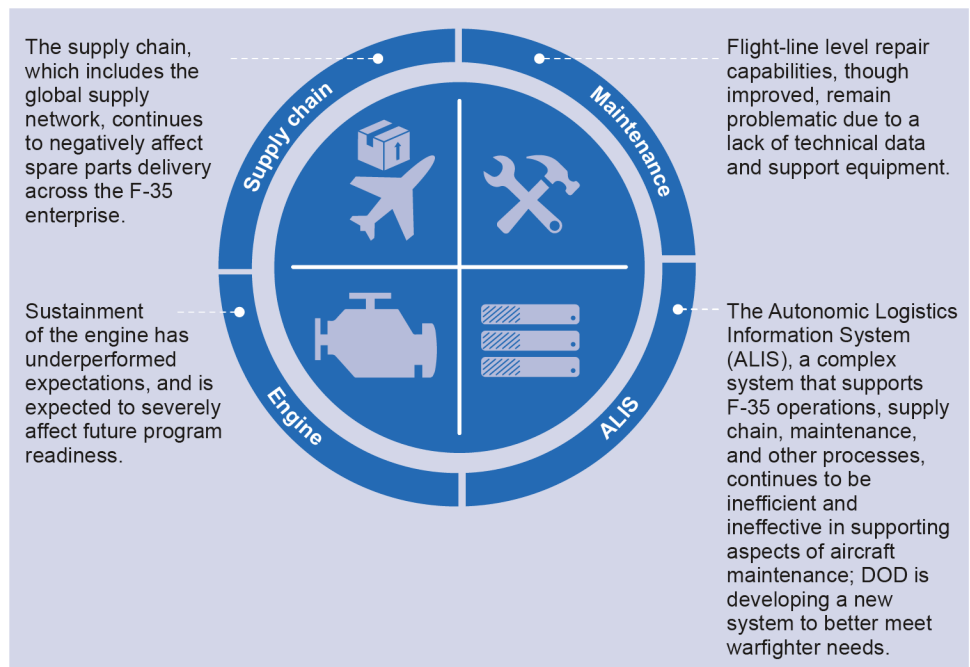 The supply chain,
which includes the
global supply
network, continues
to negatively affect
spare parts delivery
across the F-35
enterprise.
Supply chain
Maintenance
Flight-line level repair
capabilities, though
improved, remain
problematic due to a
lack of technical data
and support equipment.
Sustainment
of the engine has
underperformed
expectations, and is
expected to severely
affect future program
readiness.
Engine
ALIS
The Autonomic Logistics
Information System
(ALIS), a complex
system that supports
F-35 operations, supply
chain, maintenance,
and other processes,
continues to be
inefficient and
ineffective in supporting
aspects of aircraft
maintenance; DOD is
developing a new
system to better meet
warfighter needs.